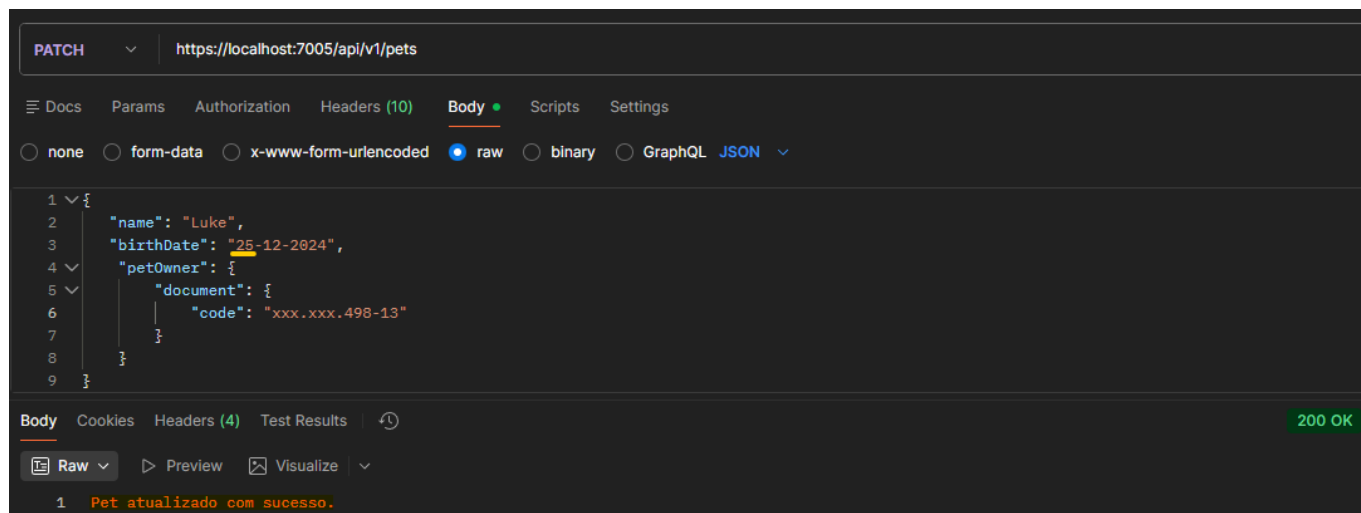 PATCH https://localhost:7005/api/v1/pets
Docs Params Authorization Headers (10) Body Scripts Settings
none form-data x-www-form-urlencoded raw binary GraphQL JSON
1 {
2 "name": "Luke",
3 "birthDate": "25-12-2024",
4 "petOwner": {
5 "document": {
6 "code": "xxx.xxx.498-13"
7 }
8 }
9 }
Body Cookies Headers (4) Test Results 200 OK
Raw Preview Visualize
1 Pet atualizado com sucesso.